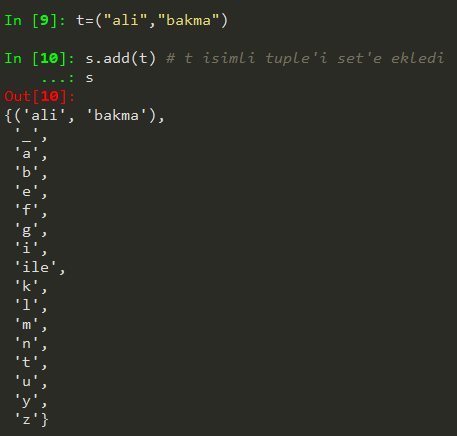 In [9]: t=("ali","bakma")
In [10]: s.add(t) # t isimli tuple'i set'e ekledi
...: s
Out[10]:
{('ali', 'bakma'),
'_',
'a',
'b',
'e',
'f',
'g',
'i',
'ile',
'k',
'l',
'm',
'n',
't',
'u',
'y',
'z'}